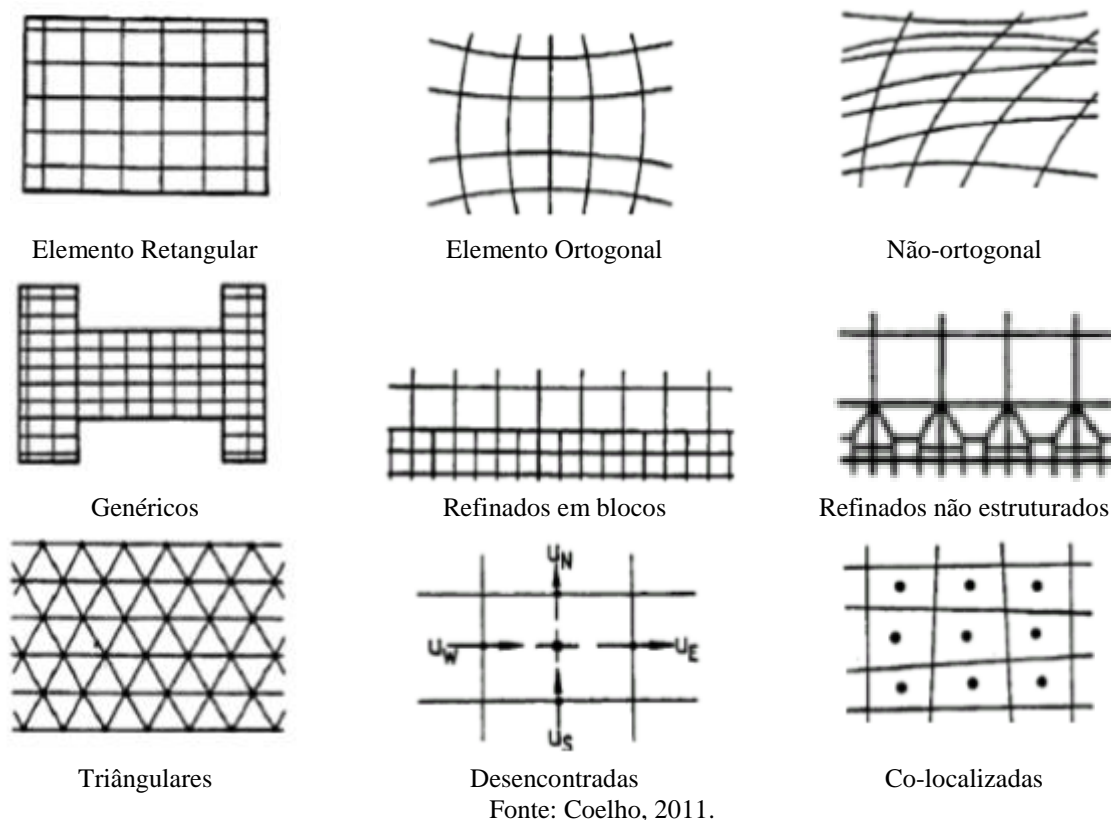 Elemento Retangular Elemento Ortogonal Não-ortogonal
Genéricos Refinados em blocos Refinados não estruturados
U_N
U_W U_E
U_S
Triângulares Desencontradas Co-localizadas
Fonte: Coelho, 2011.